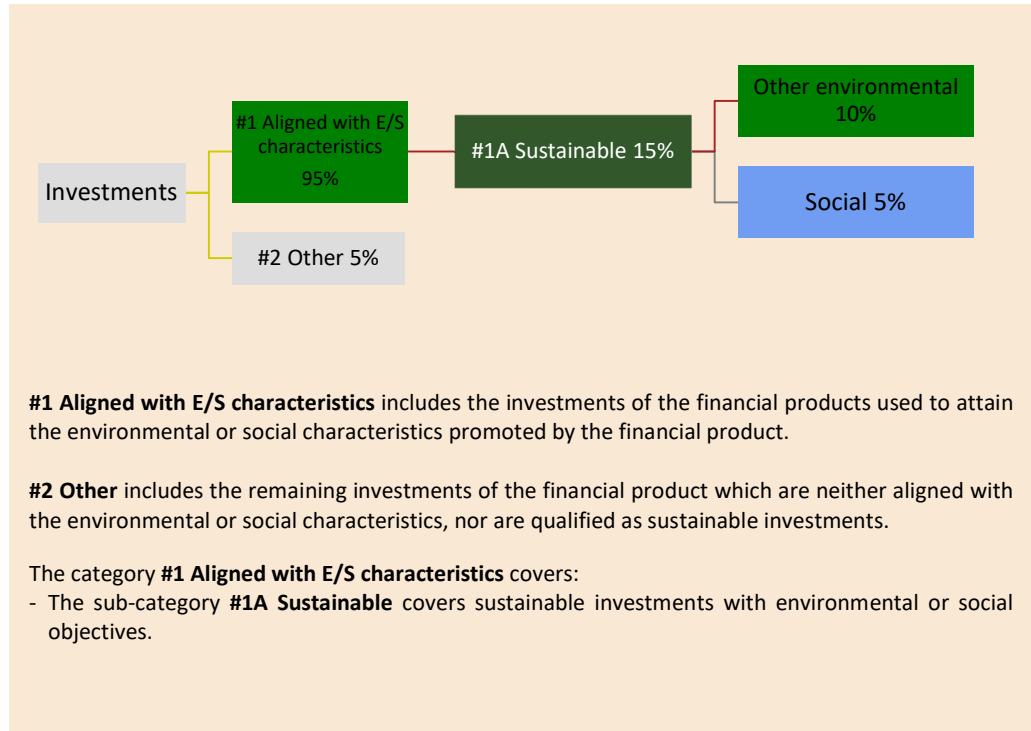 Other environmental
10%
#1 Aligned with E/S
characteristics
95%
#1A Sustainable 15%
Investments
Social 5%
#2 Other 5%
#1 Aligned with E/S characteristics includes the investments of the financial products used to attain
the environmental or social characteristics promoted by the financial product.
#2 Other includes the remaining investments of the financial product which are neither aligned with
the environmental or social characteristics, nor are qualified as sustainable investments.
The category #1 Aligned with E/S characteristics covers:
- The sub-category #1A Sustainable covers sustainable investments with environmental or social
objectives.